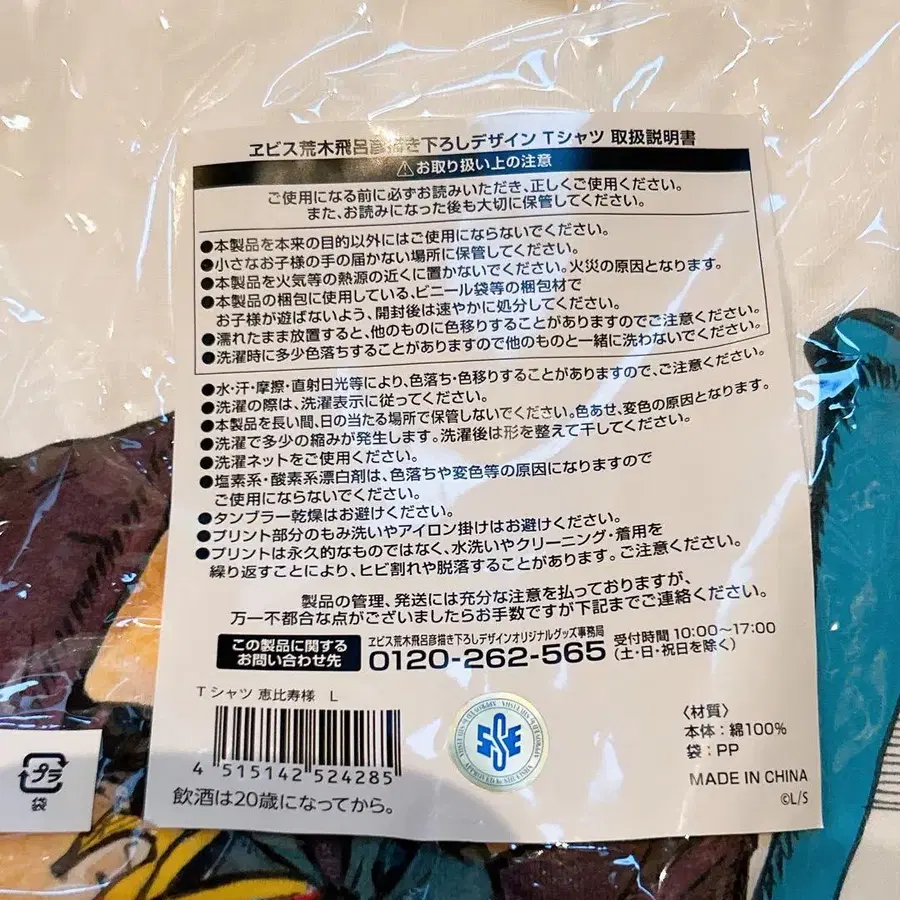 ヱビス荒木飛呂彦描き下ろしデザイン Tシャツ 取扱説明書
⚠お取り扱い上の注意
ご使用になる前に必ずお読みいただき、正しくご使用ください。
また、お読みになった後も大切に保管してください。
●本製品を本来の目的以外にはご使用にならないでください。
●小さなお子様の手の届かない場所に保管してください。
●本製品を火気等の熱源の近くに置かないでください。火災の原因となります。
●本製品の梱包に使用している、ビニール袋等の梱包材で
お子様が遊ばないよう、開封後は速やかに処分してください。
●濡れたまま放置すると、他のものに色移りすることがありますのでご注意ください。
●洗濯時に多少色落ちすることがありますので他のものと一緒に洗わないでください。
●水・汗・摩擦・直射日光等により、色落ち・色移りすることがありますので、ご注意ください。
●洗濯の際は、洗濯表示に従ってください。
●本製品を長い間、日の当たる場所で保管しないでください。色あせ、変色の原因となります。
●洗濯で多少の縮みが発生します。洗濯後は形を整えて干してください。
●洗濯ネットをご使用ください。
●塩素系・酸素系漂白剤は、色落ちや変色等の原因になりますので
ご使用にならないでください。
●タンブラー乾燥はお避けください。
●プリント部分のもみ洗いやアイロン掛けはお避けください。
●プリントは永久的なものではなく、水洗いやクリーニング・着用を
繰り返すことにより、ヒビ割れや脱落することがあります。ご注意ください。
製品の管理、発送には充分な注意を払っておりますが、
万一不都合な点がございましたらお手数ですが下記までご連絡ください。
この製品に関する
お問い合わせ先
ヱビス荒木飛呂彦描き下ろしデザインオリジナルグッズ事務局
0120-262-565
受付時間 10:00〜17:00
(土・日・祝日を除く)
Tシャツ 恵比寿様 L
4 515142 524285
飲酒は20歳になってから。
SSE
〈材質〉
本体：綿100%
袋：PP
MADE IN CHINA
©L/S
プラ
袋